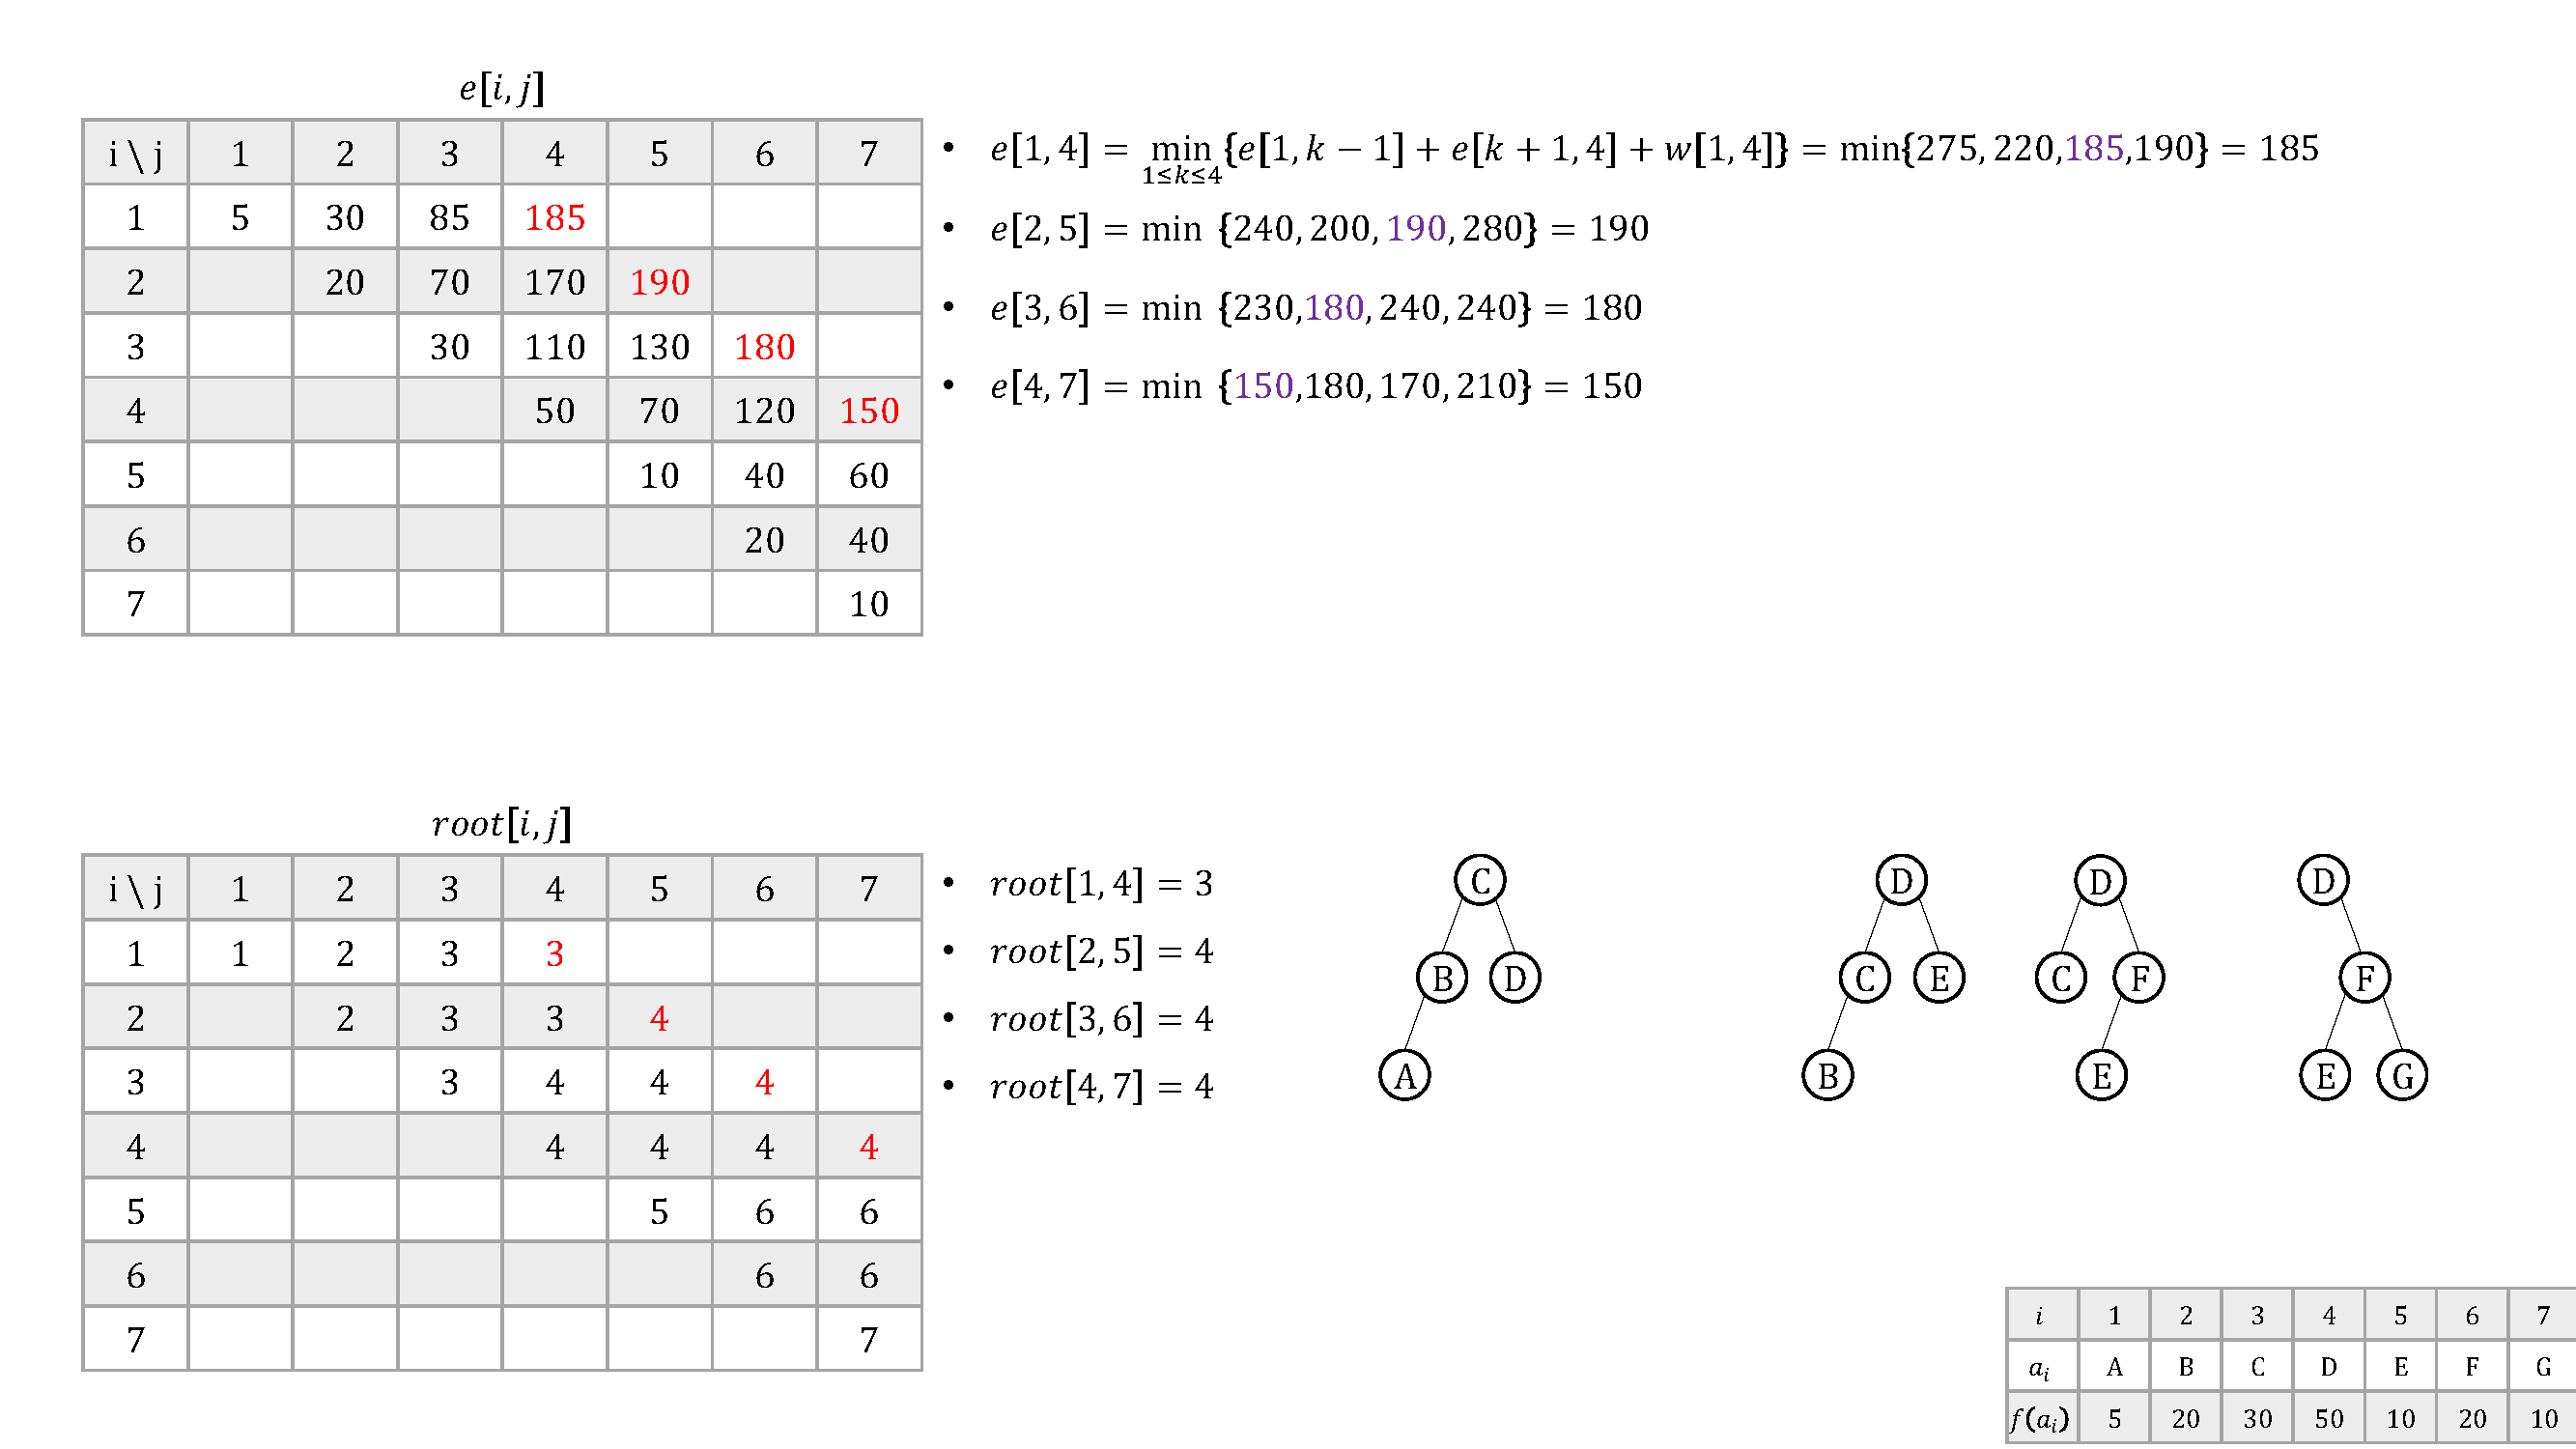 e[i, j]
i \ j 1 2 3 4 5 6 7
1 5 30 85 185
2 20 70 170 190
3 30 110 130 180
4 50 70 120 150
5 10 40 60
6 20 40
7 10
• e[1, 4] = min{e[1, k − 1] + e[k + 1, 4] + w[1, 4]} = min{275, 220,185,190} = 185
1≤k≤4
• e[2, 5] = min {240, 200, 190, 280} = 190
• e[3, 6] = min {230,180, 240, 240} = 180
• e[4, 7] = min {150,180, 170, 210} = 150
root[i, j]
i \ j 1 2 3 4 5 6 7
1 1 2 3 3
2 2 3 3 4
3 3 4 4 4
4 4 4 4 4
5 5 6 6
6 6 6
7 7
• root[1, 4] = 3
• root[2, 5] = 4
• root[3, 6] = 4
• root[4, 7] = 4
C
B D
A
D
C E
B
D
C F
E
D
F
E G
i 1 2 3 4 5 6 7
aᵢ A B C D E F G
f(aᵢ) 5 20 30 50 10 20 10